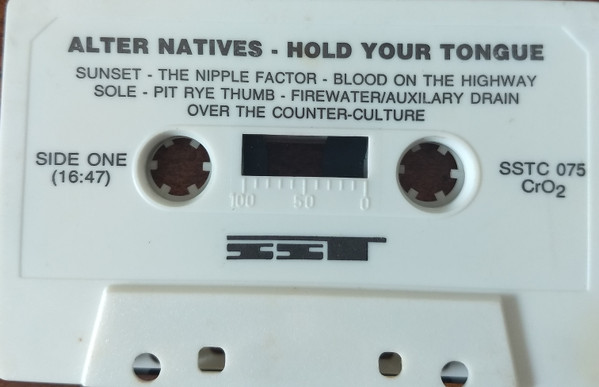 ALTER NATIVES - HOLD YOUR TONGUE
SUNSET - THE NIPPLE FACTOR - BLOOD ON THE HIGHWAY
SOLE - PIT RYE THUMB - FIREWATER/AUXILARY DRAIN
OVER THE COUNTER-CULTURE
SIDE ONE
(16:47)
100 50 0
SSTC 075
CrO2
SST